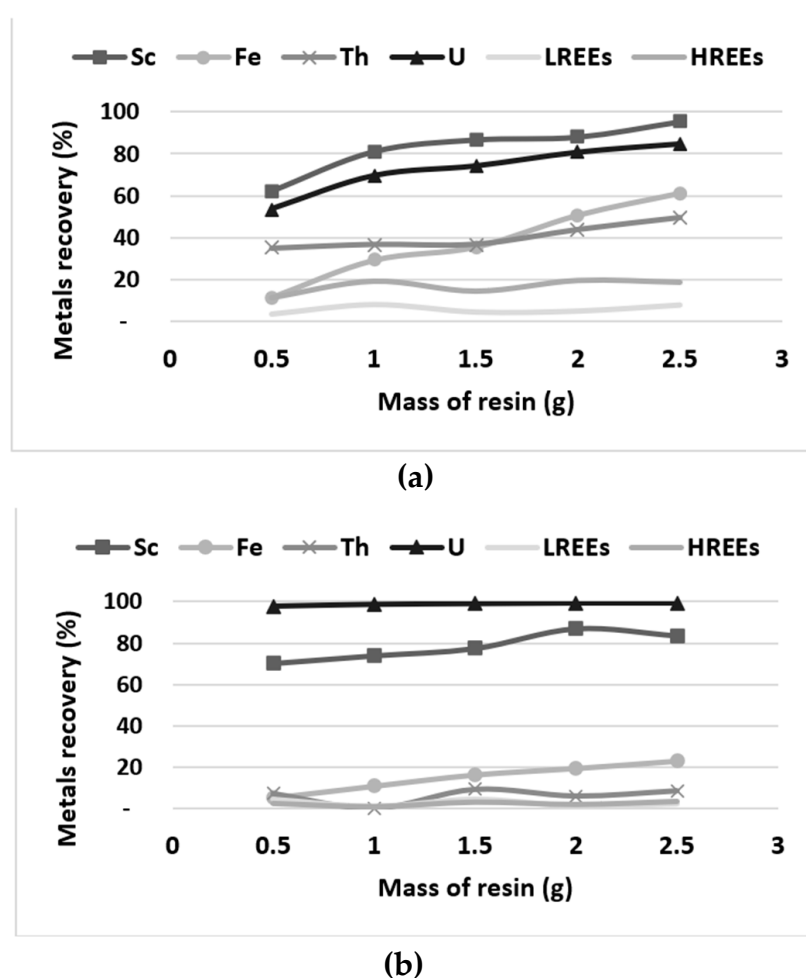 Sc Fe Th U LREEs HREEs
100
80
60
40
20
-
Metals recovery (%)
0 0.5 1 1.5 2 2.5 3
Mass of resin (g)
(a)
Sc Fe Th U LREEs HREEs
100
80
60
40
20
-
Metals recovery (%)
0 0.5 1 1.5 2 2.5 3
Mass of resin (g)
(b)